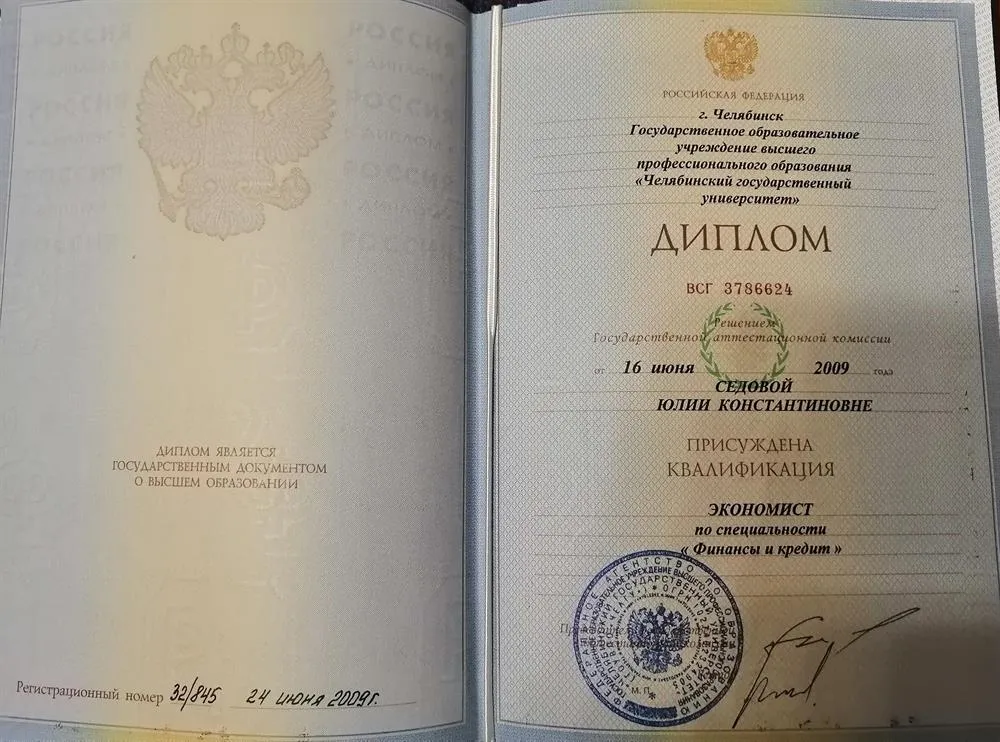 ДИПЛОМ ЯВЛЯЕТСЯ
ГОСУДАРСТВЕННЫМ ДОКУМЕНТОМ
О ВЫСШЕМ ОБРАЗОВАНИИ
Регистрационный номер 32/845 24 июня 2009г.
РОССИЙСКАЯ ФЕДЕРАЦИЯ
г. Челябинск
Государственное образовательное
учреждение высшего
профессионального образования
«Челябинский государственный
университет»
ДИПЛОМ
ВСГ 3786624
Решением
Государственной аттестационной комиссии
от 16 июня 2009 года
СЕДОВОЙ
ЮЛИИ КОНСТАНТИНОВНЕ
ПРИСУЖДЕНА
КВАЛИФИКАЦИЯ
ЭКОНОМИСТ
по специальности
« Финансы и кредит »
М. П.